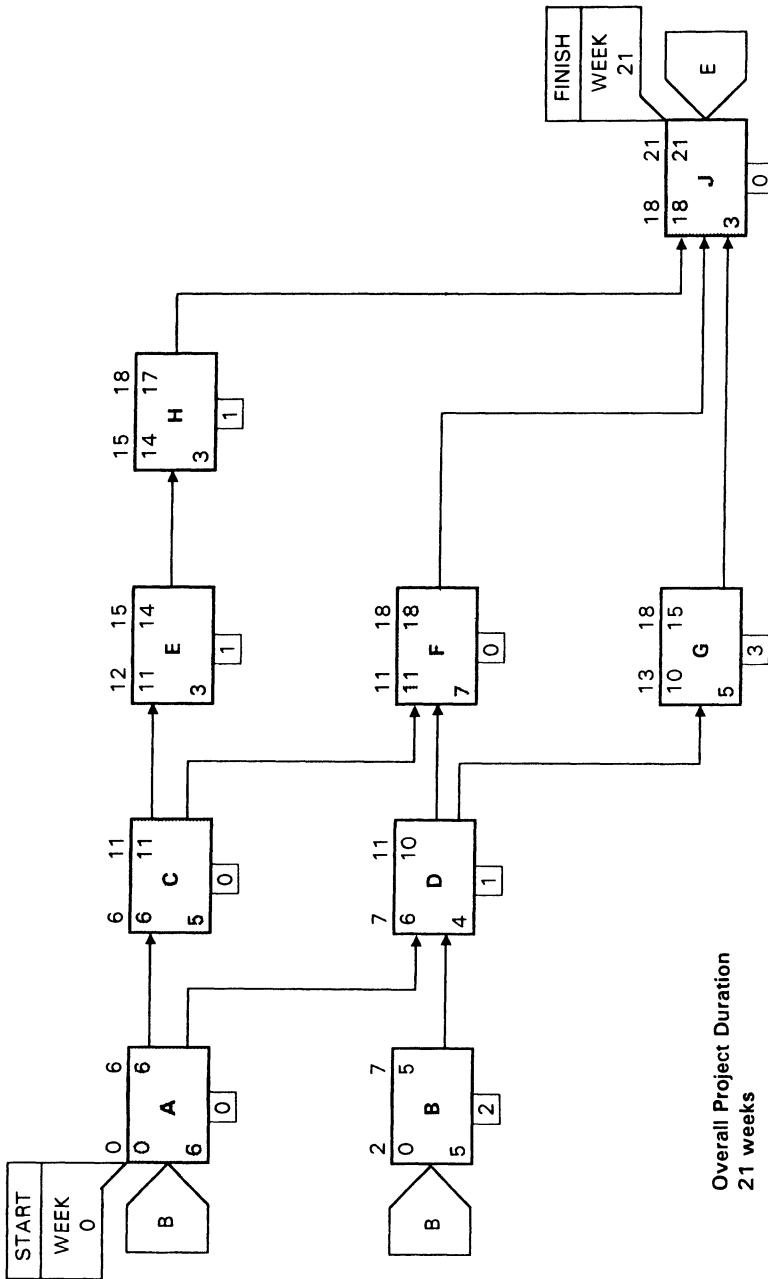 START
WEEK
0
B
0 6
0 6
A
6
0
6 11
6 11
C
5
0
12 15
11 14
E
3
1
15 18
14 17
H
3
1
B
2 7
0 5
B
5
2
7 11
6 10
D
4
1
11 18
11 18
F
7
0
13 18
10 15
G
5
3
FINISH
WEEK
21
18 21
18 21
J
3
0
E
Overall Project Duration
21 weeks